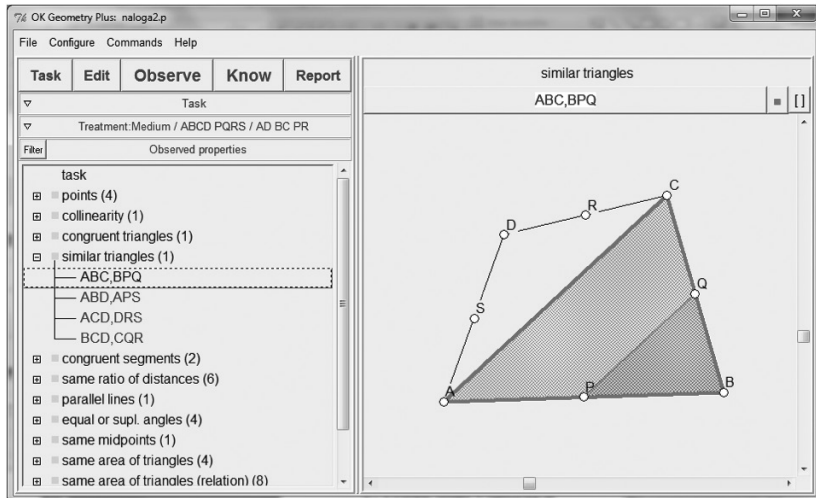 OK Geometry Plus: naloga2.p
File Configure Commands Help
Task Edit Observe Know Report
Task
Treatment:Medium / ABCD PQRS / AD BC PR
Filter Observed properties
task
points (4)
collinearity (1)
congruent triangles (1)
similar triangles (1)
ABC,BPQ
ABD,APS
ACD,DRS
BCD,CQR
congruent segments (2)
same ratio of distances (6)
parallel lines (1)
equal or supl. angles (4)
same midpoints (1)
same area of triangles (4)
same area of triangles (relation) (8)
similar triangles
ABC,BPQ
[ ]
C
R
D
Q
S
B
A
P